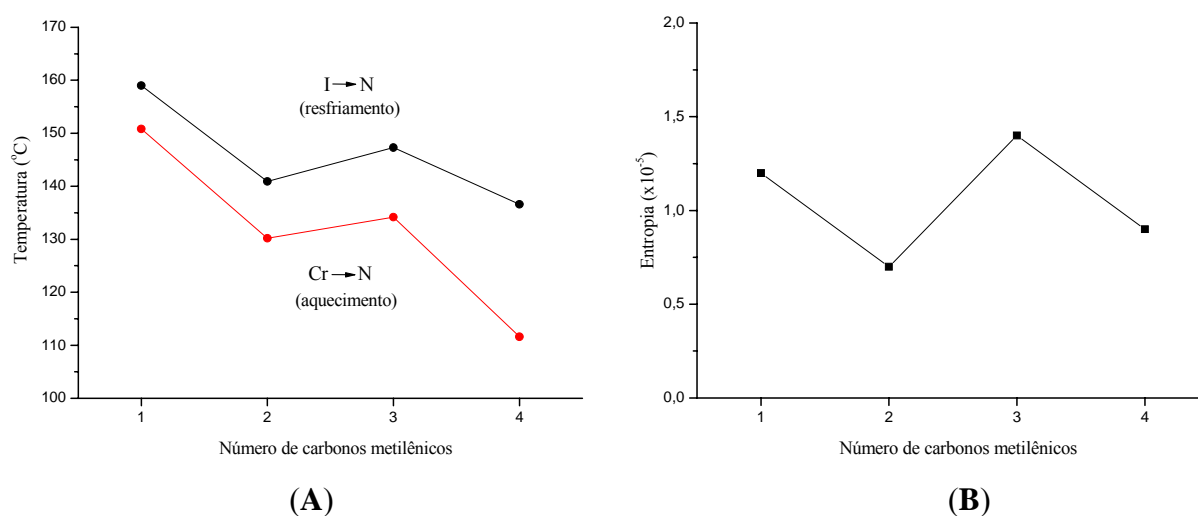 170
160
150
140
130
120
110
100
Temperatura (°C)
I→N
(resfriamento)
Cr→N
(aquecimento)
1 2 3 4
Número de carbonos metilênicos
(A)
2,0
1,5
1,0
0,5
0,0
Entropia (x10⁻⁵)
1 2 3 4
Número de carbonos metilênicos
(B)